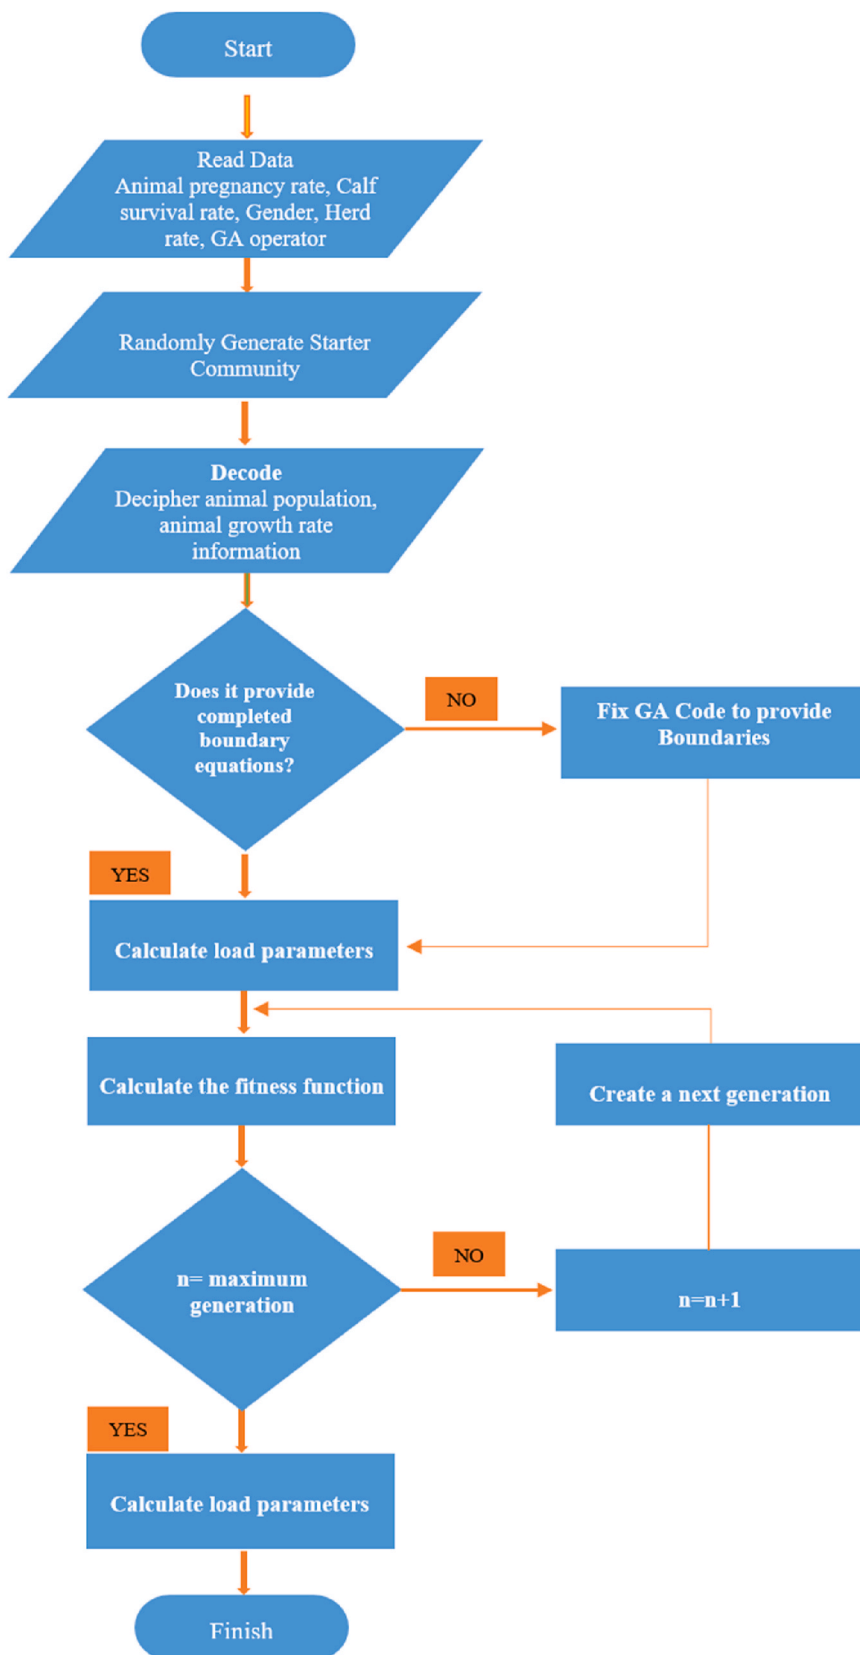 Start
Read Data
Animal pregnancy rate, Calf
survival rate, Gender, Herd
rate, GA operator
Randomly Generate Starter
Community
Decode
Decipher animal population,
animal growth rate
information
Does it provide
completed
boundary
equations?
NO
Fix GA Code to provide
Boundaries
YES
Calculate load parameters
Calculate the fitness function
Create a next generation
n= maximum
generation
NO
n=n+1
YES
Calculate load parameters
Finish